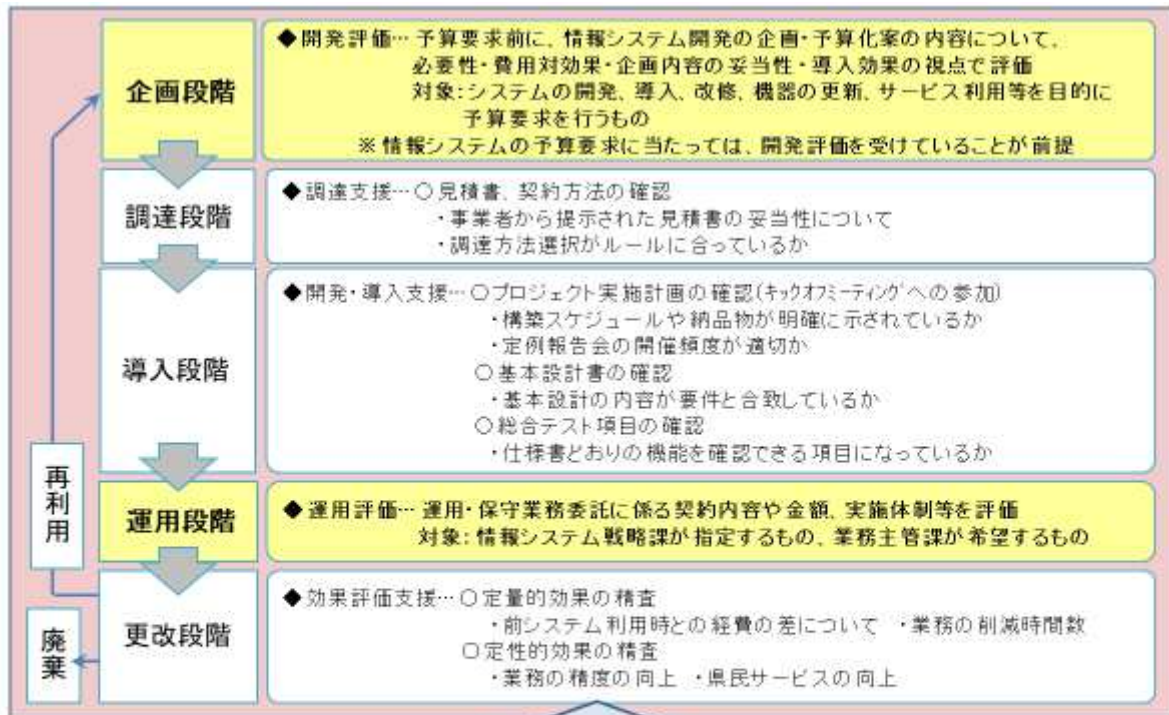 企画段階
◆開発評価… 予算要求前に、情報システム開発の企画・予算化案の内容について、
必要性・費用対効果・企画内容の妥当性・導入効果の視点で評価
対象:システムの開発、導入、改修、機器の更新、サービス利用等を目的に
予算要求を行うもの
※情報システムの予算要求に当たっては、開発評価を受けていることが前提
調達段階
◆調達支援…○見積書、契約方法の確認
・事業者から提示された見積書の妥当性について
・調達方法選択がルールに合っているか
導入段階
◆開発・導入支援…○プロジェクト実施計画の確認(キックオフミーティングへの参加)
・構築スケジュールや納品物が明確に示されているか
・定例報告会の開催頻度が適切か
○基本設計書の確認
・基本設計の内容が要件と合致しているか
○総合テスト項目の確認
・仕様書どおりの機能を確認できる項目になっているか
再利用
運用段階
◆運用評価… 運用・保守業務委託に係る契約内容や金額、実施体制等を評価
対象:情報システム戦略課が指定するもの、業務主管課が希望するもの
廃棄
更改段階
◆効果評価支援…○定量的効果の精査
・前システム利用時との経費の差について ・業務の削減時間数
○定性的効果の精査
・業務の精度の向上 ・県民サービスの向上